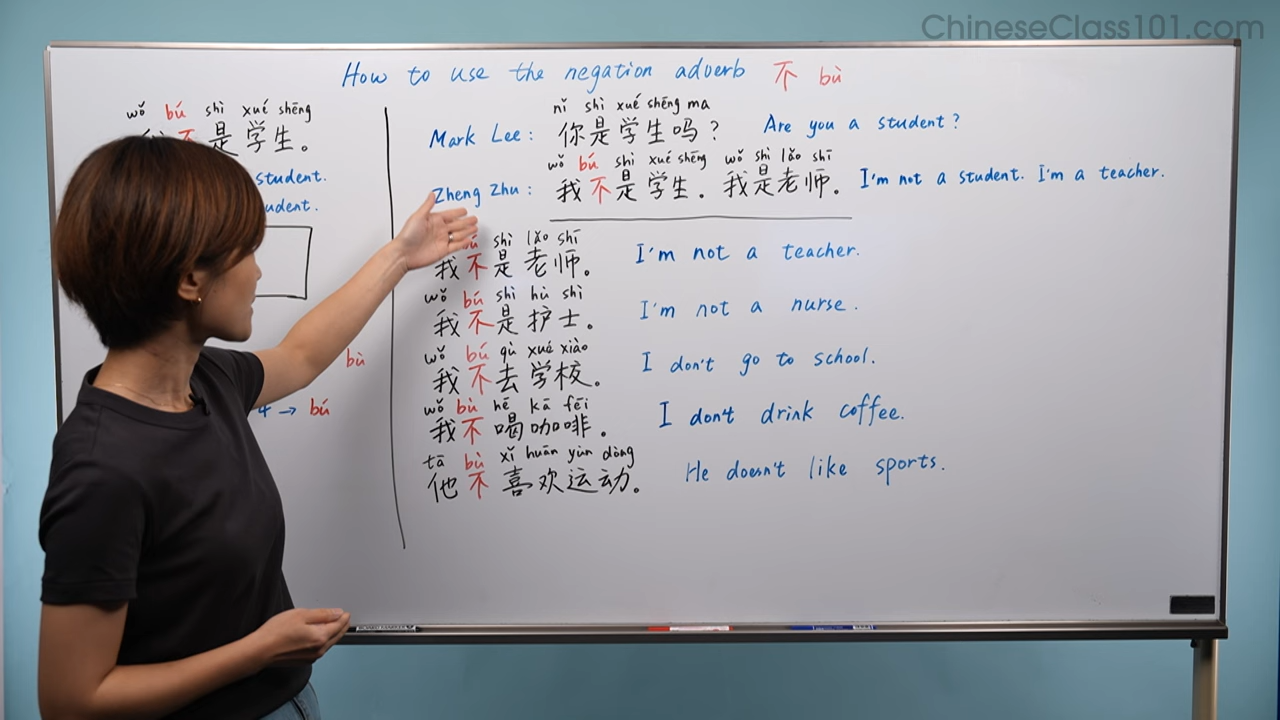 ChineseClass101.com
How to use the negation adverb 不 bù
wǒ bú shì xué shēng
不是学生。
student.
udent.
bù
4 → bú
nǐ shì xué shēng ma
Mark Lee: 你是学生吗? Are you a student?
wǒ bú shì xué shēng wǒ shì lǎo shī
Zheng Zhu: 我不是学生. 我是老师。 I'm not a student. I'm a teacher.
shì lǎo shī
我不是老师。 I'm not a teacher.
wǒ bú shì hù shì
我不是护士。 I'm not a nurse.
wǒ bú qù xué xiào
我不去学校。 I don't go to school.
wǒ bù hē kā fēi
我不喝咖啡。 I don't drink coffee.
tā bù xǐ huān yùn dòng
他不喜欢运动。 He doesn't like sports.
BOARD MARKER